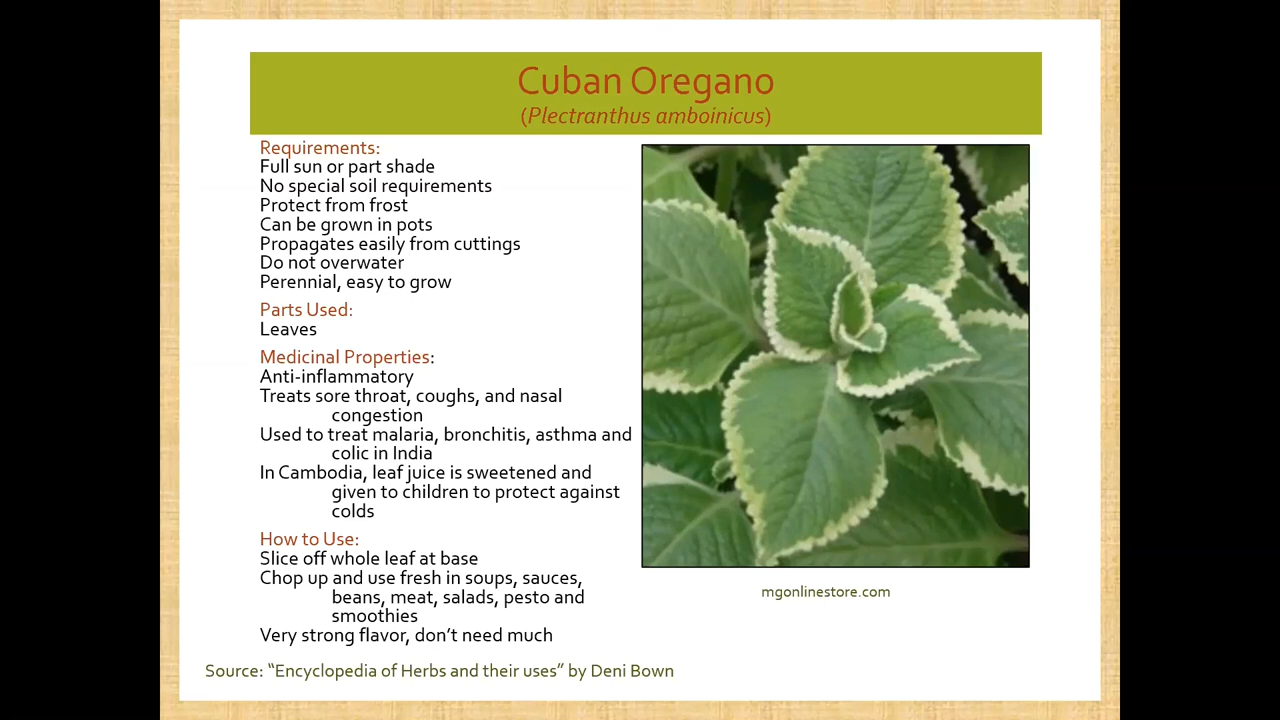 Cuban Oregano
(Plectranthus amboinicus)
Requirements:
Full sun or part shade
No special soil requirements
Protect from frost
Can be grown in pots
Propagates easily from cuttings
Do not overwater
Perennial, easy to grow
Parts Used:
Leaves
Medicinal Properties:
Anti-inflammatory
Treats sore throat, coughs, and nasal
congestion
Used to treat malaria, bronchitis, asthma and
colic in India
In Cambodia, leaf juice is sweetened and
given to children to protect against
colds
How to Use:
Slice off whole leaf at base
Chop up and use fresh in soups, sauces,
beans, meat, salads, pesto and
smoothies
Very strong flavor, don’t need much
mgonlinestore.com
Source: “Encyclopedia of Herbs and their uses” by Deni Bown